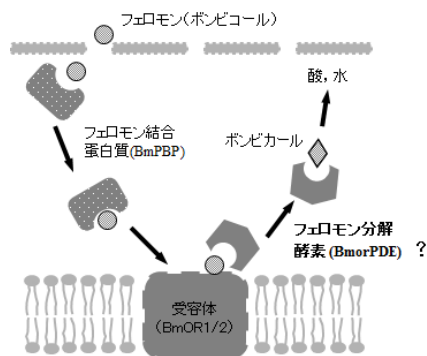 フェロモン(ボンビコール)
酸, 水
フェロモン結合
蛋白質(BmPBP)
ボンビカール
フェロモン分解
酵素(BmorPDE) ?
受容体
(BmOR1/2)